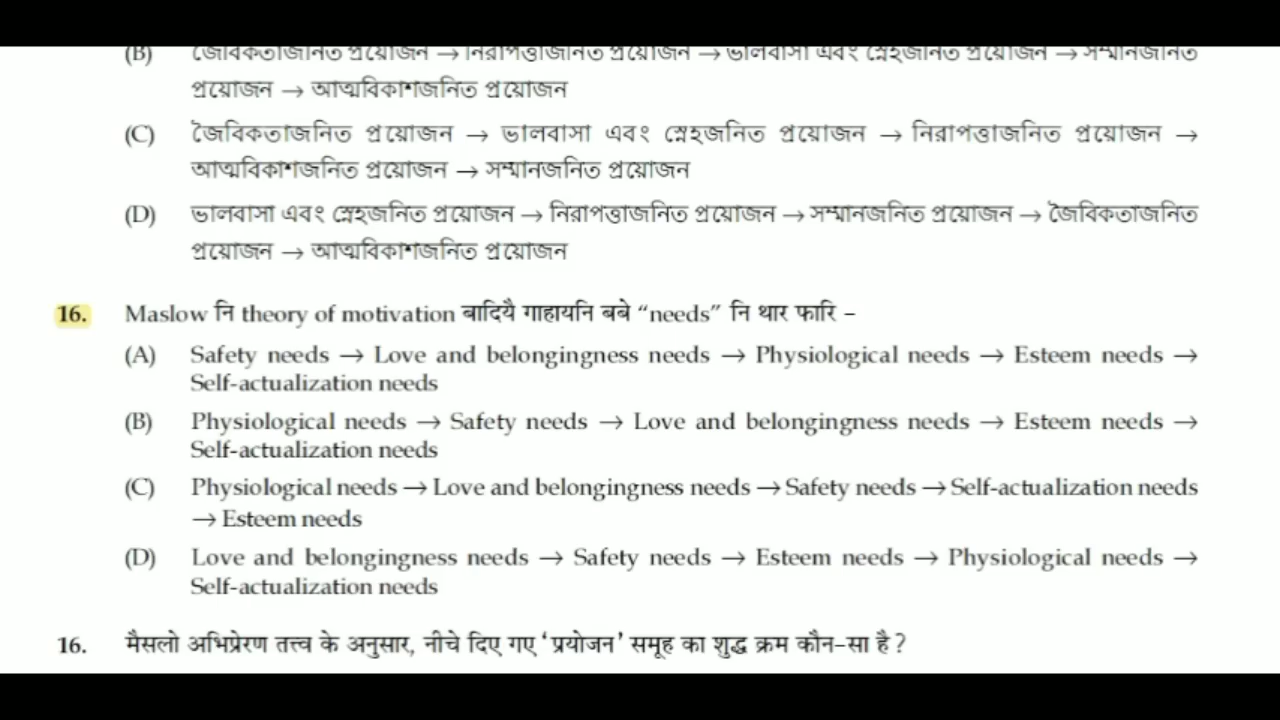 (B) জৈবিকতাজনিত প্রয়োজন → নিরাপত্তাজনিত প্রয়োজন → ভালবাসা এবং স্নেহজনিত প্রয়োজন → সম্মানজনিত
প্রয়োজন → আত্মবিকাশজনিত প্রয়োজন
(C) জৈবিকতাজনিত প্রয়োজন → ভালবাসা এবং স্নেহজনিত প্রয়োজন → নিরাপত্তাজনিত প্রয়োজন →
আত্মবিকাশজনিত প্রয়োজন → সম্মানজনিত প্রয়োজন
(D) ভালবাসা এবং স্নেহজনিত প্রয়োজন → নিরাপত্তাজনিত প্রয়োজন → সম্মানজনিত প্রয়োজন → জৈবিকতাজনিত
প্রয়োজন → আত্মবিকাশজনিত প্রয়োজন
16. Maslow नि theory of motivation बादियै गाहायनि बबे “needs” नि थार फारि –
(A) Safety needs → Love and belongingness needs → Physiological needs → Esteem needs →
Self-actualization needs
(B) Physiological needs → Safety needs → Love and belongingness needs → Esteem needs →
Self-actualization needs
(C) Physiological needs → Love and belongingness needs → Safety needs → Self-actualization needs
→ Esteem needs
(D) Love and belongingness needs → Safety needs → Esteem needs → Physiological needs →
Self-actualization needs
16. मैसलो अभिप्रेरण तत्त्व के अनुसार, नीचे दिए गए ‘प्रयोजन’ समूह का शुद्ध क्रम कौन-सा है ?